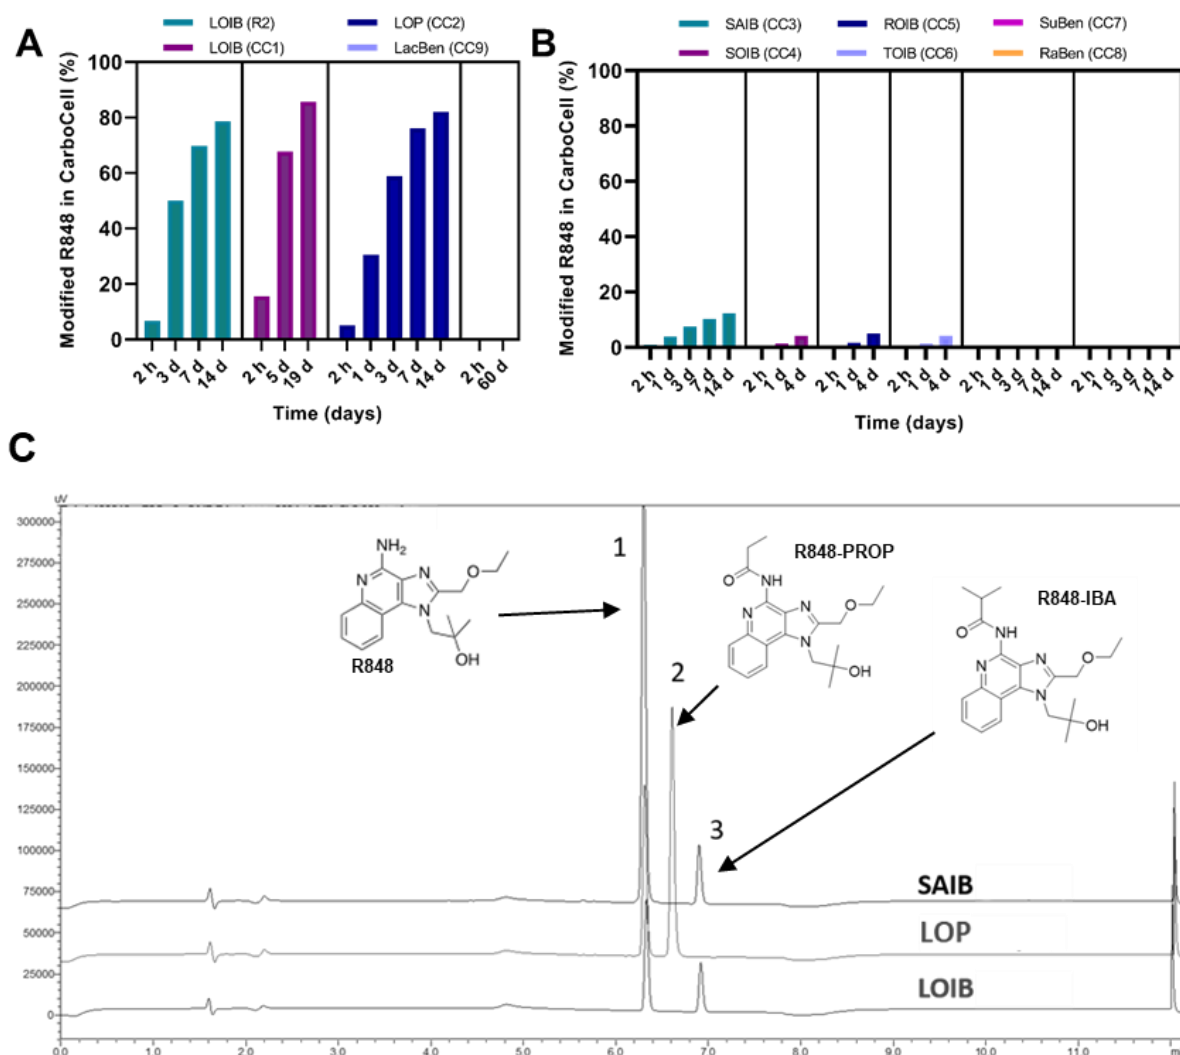 A
LOIB (R2)
LOP (CC2)
LOIB (CC1)
LacBen (CC9)
Modified R848 in CarboCell (%)
100
80
60
40
20
0
2 h
3 d
7 d
14 d
2 h
5 d
19 d
2 h
1 d
3 d
7 d
14 d
2 h
60 d
Time (days)
B
SAIB (CC3)
ROIB (CC5)
SuBen (CC7)
SOIB (CC4)
TOIB (CC6)
RaBen (CC8)
Modified R848 in CarboCell (%)
100
80
60
40
20
0
2 h
1 d
3 d
7 d
14 d
2 h
1 d
4 d
2 h
1 d
4 d
2 h
1 d
4 d
2 h
1 d
3 d
7 d
14 d
2 h
1 d
3 d
7 d
14 d
Time (days)
C
uV
300000
275000
250000
225000
200000
175000
150000
125000
100000
75000
50000
25000
0
NH2
N
N
N
O
OH
R848
1
R848-PROP
O
NH
N
N
N
O
OH
2
R848-IBA
O
NH
N
N
N
O
OH
3
SAIB
LOP
LOIB
0.0
1.0
2.0
3.0
4.0
5.0
6.0
7.0
8.0
9.0
10.0
11.0